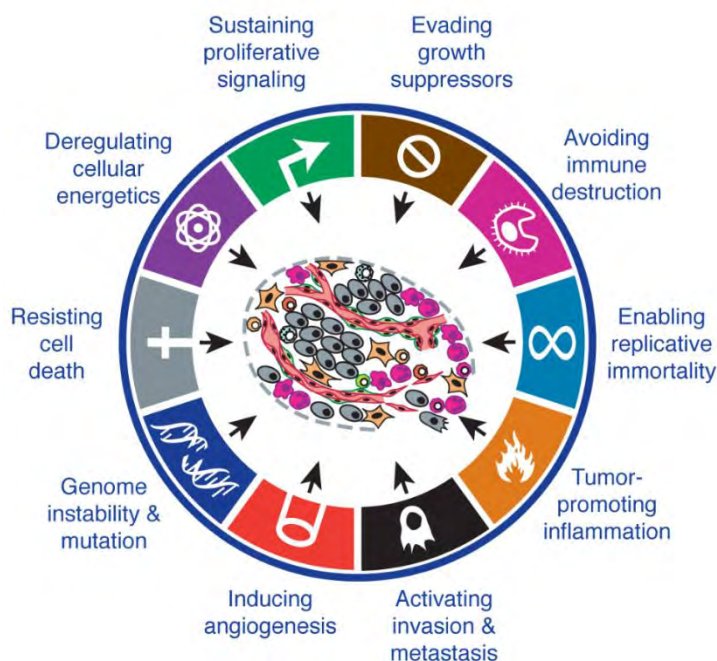 Sustaining
proliferative
signaling
Evading
growth
suppressors
Avoiding
immune
destruction
Enabling
replicative
immortality
Tumor-
promoting
inflammation
Activating
invasion &
metastasis
Inducing
angiogenesis
Genome
instability &
mutation
Resisting
cell
death
Deregulating
cellular
energetics